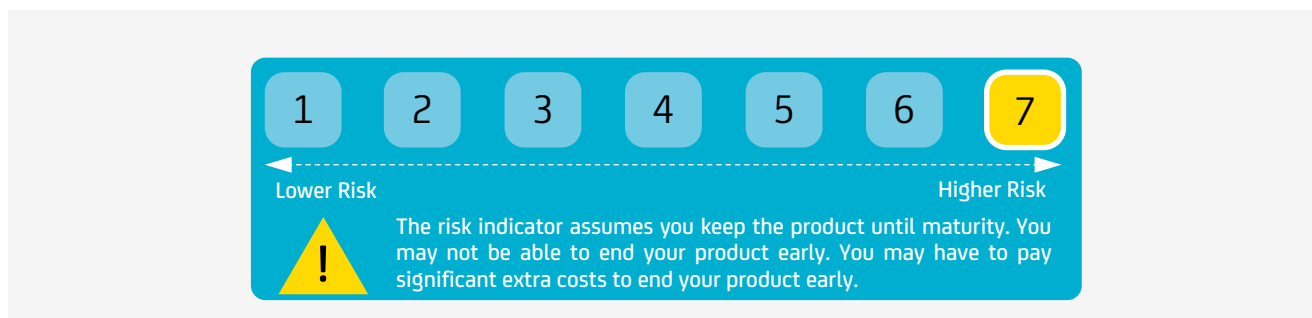 1 2 3 4 5 6 7
Lower Risk Higher Risk
! The risk indicator assumes you keep the product until maturity. You
may not be able to end your product early. You may have to pay
significant extra costs to end your product early.